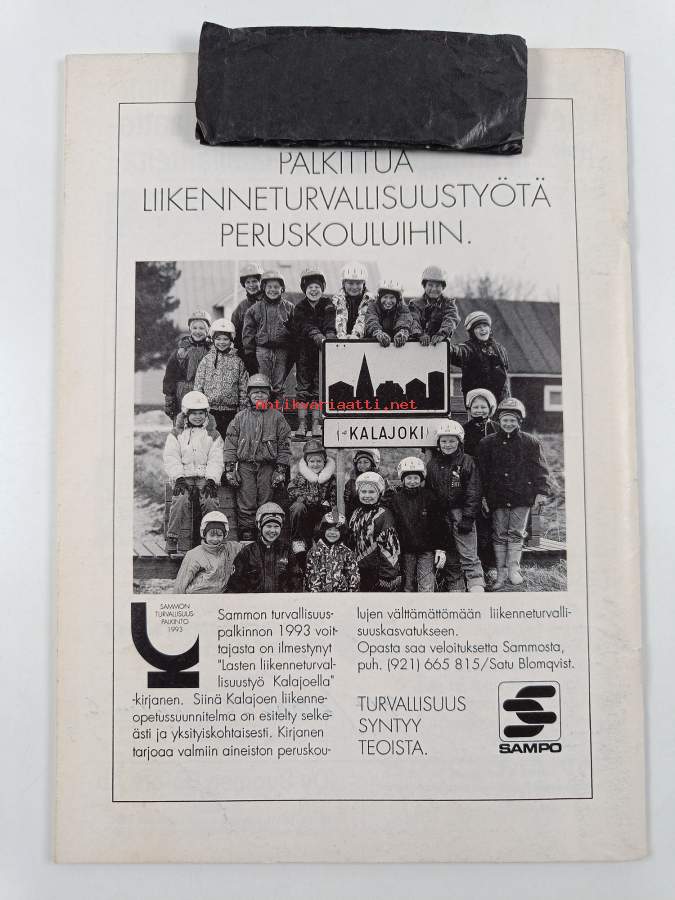 PALKITTUA
LIIKENNETURVALLISUUSTYÖTÄ
PERUSKOULUIHIN.
Antikvariaatti.net
KALAJOKI
SAMMON
TURVALLISUUS-
PALKINTO
1993
Sammon turvallisuus-
palkinnon 1993 voit-
tajasta on ilmestynyt
"Lasten liikenneturval-
lisuustyö Kalajoella"
-kirjanen. Siinä Kalajoen liikenne-
opetussuunnitelma on esitelty selke-
ästi ja yksityiskohtaisesti. Kirjanen
tarjoaa valmiin aineiston peruskou-
lujen välttämättömään liikenneturvalli-
suuskasvatukseen.
Opasta saa veloituksetta Sammosta,
puh. (921) 665 815/Satu Blomqvist.
TURVALLISUUS
SYNTYY
TEOISTA.
SAMPO